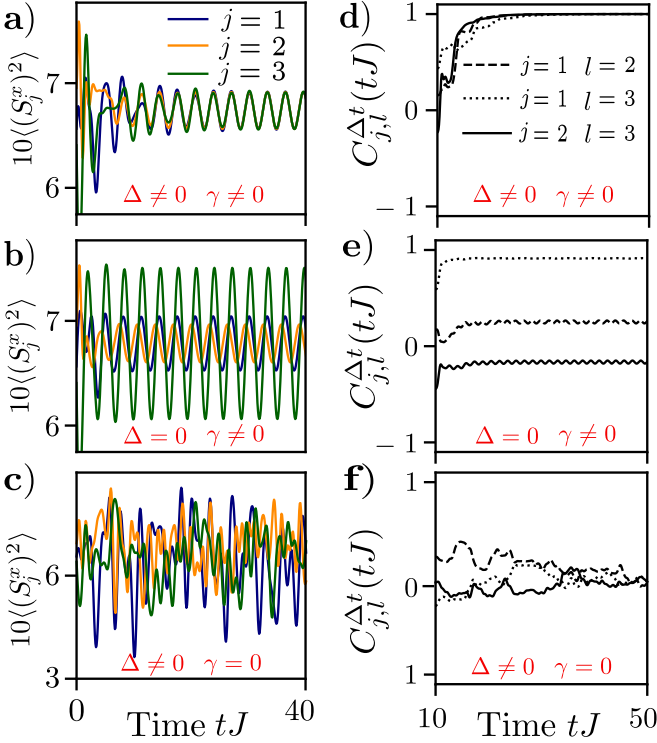 a)
10⟨(S_j^x)^2⟩
7
6
j = 1
j = 2
j = 3
Δ ≠ 0 γ ≠ 0
d)
C_{j,l}^{Δt}(tJ)
1
0
− 1
j = 1 l = 2
j = 1 l = 3
j = 2 l = 3
Δ ≠ 0 γ ≠ 0
b)
10⟨(S_j^x)^2⟩
7
6
Δ = 0 γ ≠ 0
e)
C_{j,l}^{Δt}(tJ)
1
0
− 1
Δ = 0 γ ≠ 0
c)
10⟨(S_j^x)^2⟩
6
3
Δ ≠ 0 γ = 0
0
40
Time tJ
f)
C_{j,l}^{Δt}(tJ)
1
0
1
Δ ≠ 0 γ = 0
10
50
Time tJ